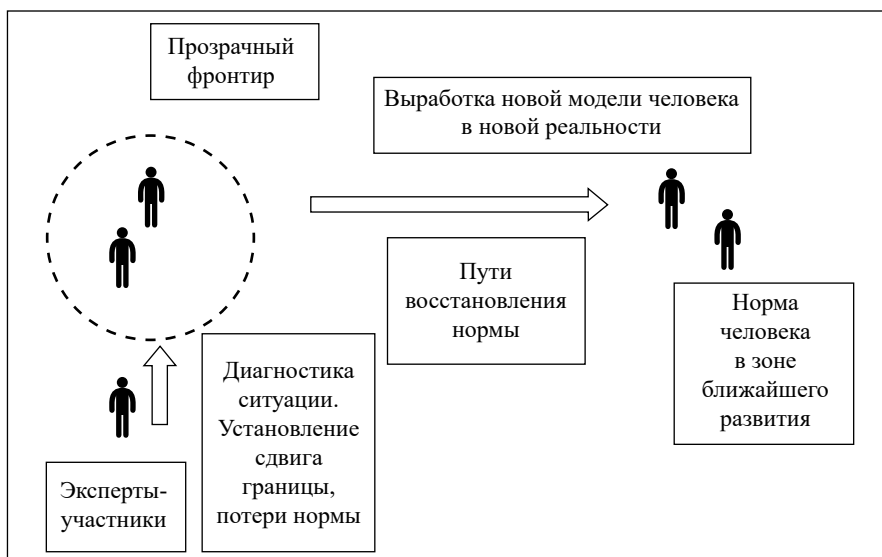 Прозрачный
фронтир
Выработка новой модели человека
в новой реальности
Пути
восстановления
нормы
Норма
человека
в зоне
ближайшего
развития
Диагностика
ситуации.
Установление
сдвига
границы,
потери нормы
Эксперты-
участники